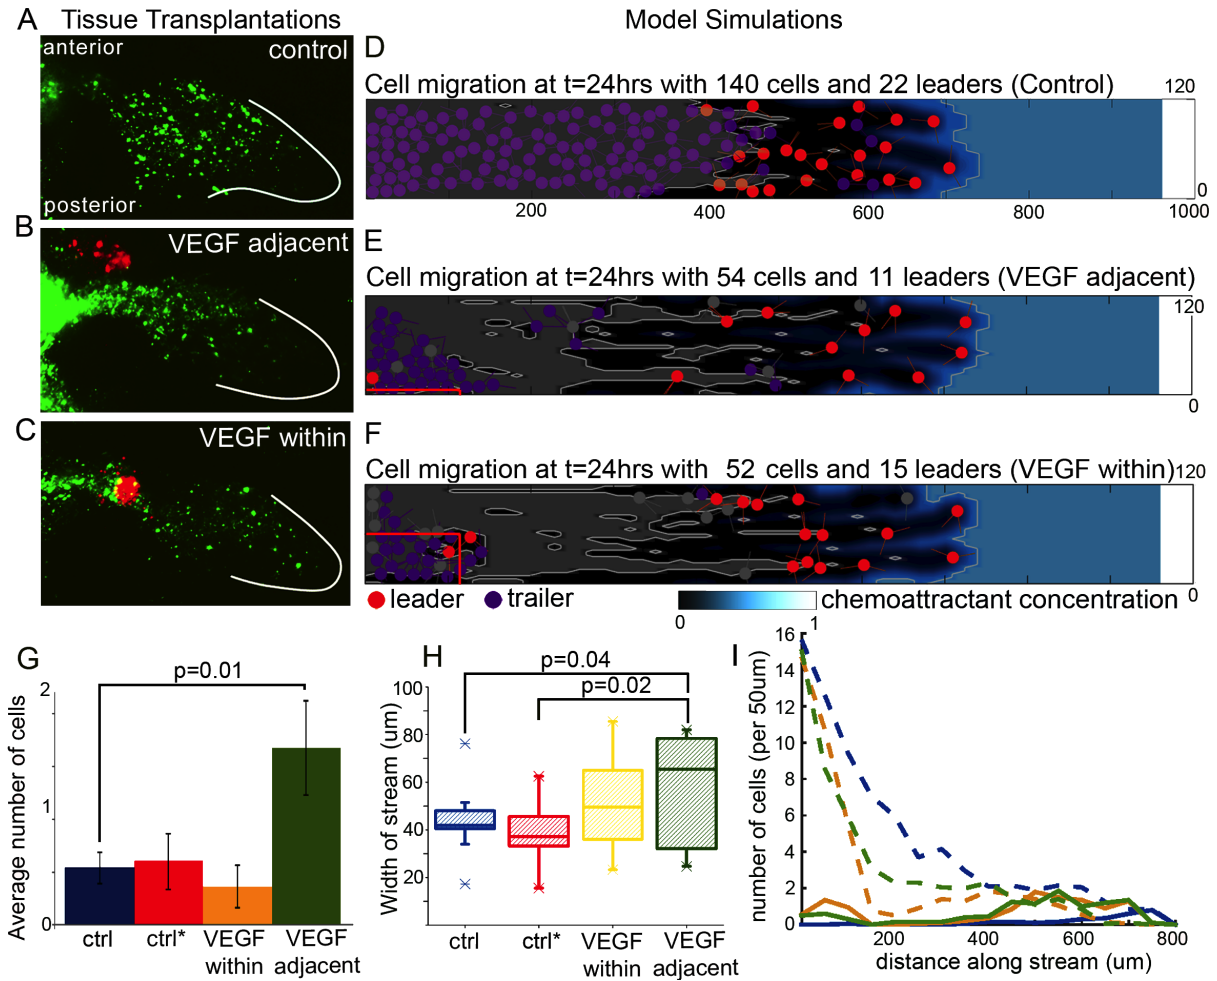 A Tissue Transplantations
Model Simulations
anterior
control
posterior
D
Cell migration at t=24hrs with 140 cells and 22 leaders (Control)
120
0
200 400 600 800 1000
B
VEGF adjacent
E
Cell migration at t=24hrs with 54 cells and 11 leaders (VEGF adjacent)
120
0
C
VEGF within
F
Cell migration at t=24hrs with 52 cells and 15 leaders (VEGF within)
120
0
leader trailer
chemoattractant concentration
0 1
G
p=0.01
Average number of cells
2
1
0
ctrl ctrl* VEGF within VEGF adjacent
H
p=0.04
p=0.02
Width of stream (um)
100
80
60
40
20
ctrl ctrl* VEGF within VEGF adjacent
I
number of cells (per 50um)
16
14
12
10
8
6
4
2
0
200 400 600 800
distance along stream (um)